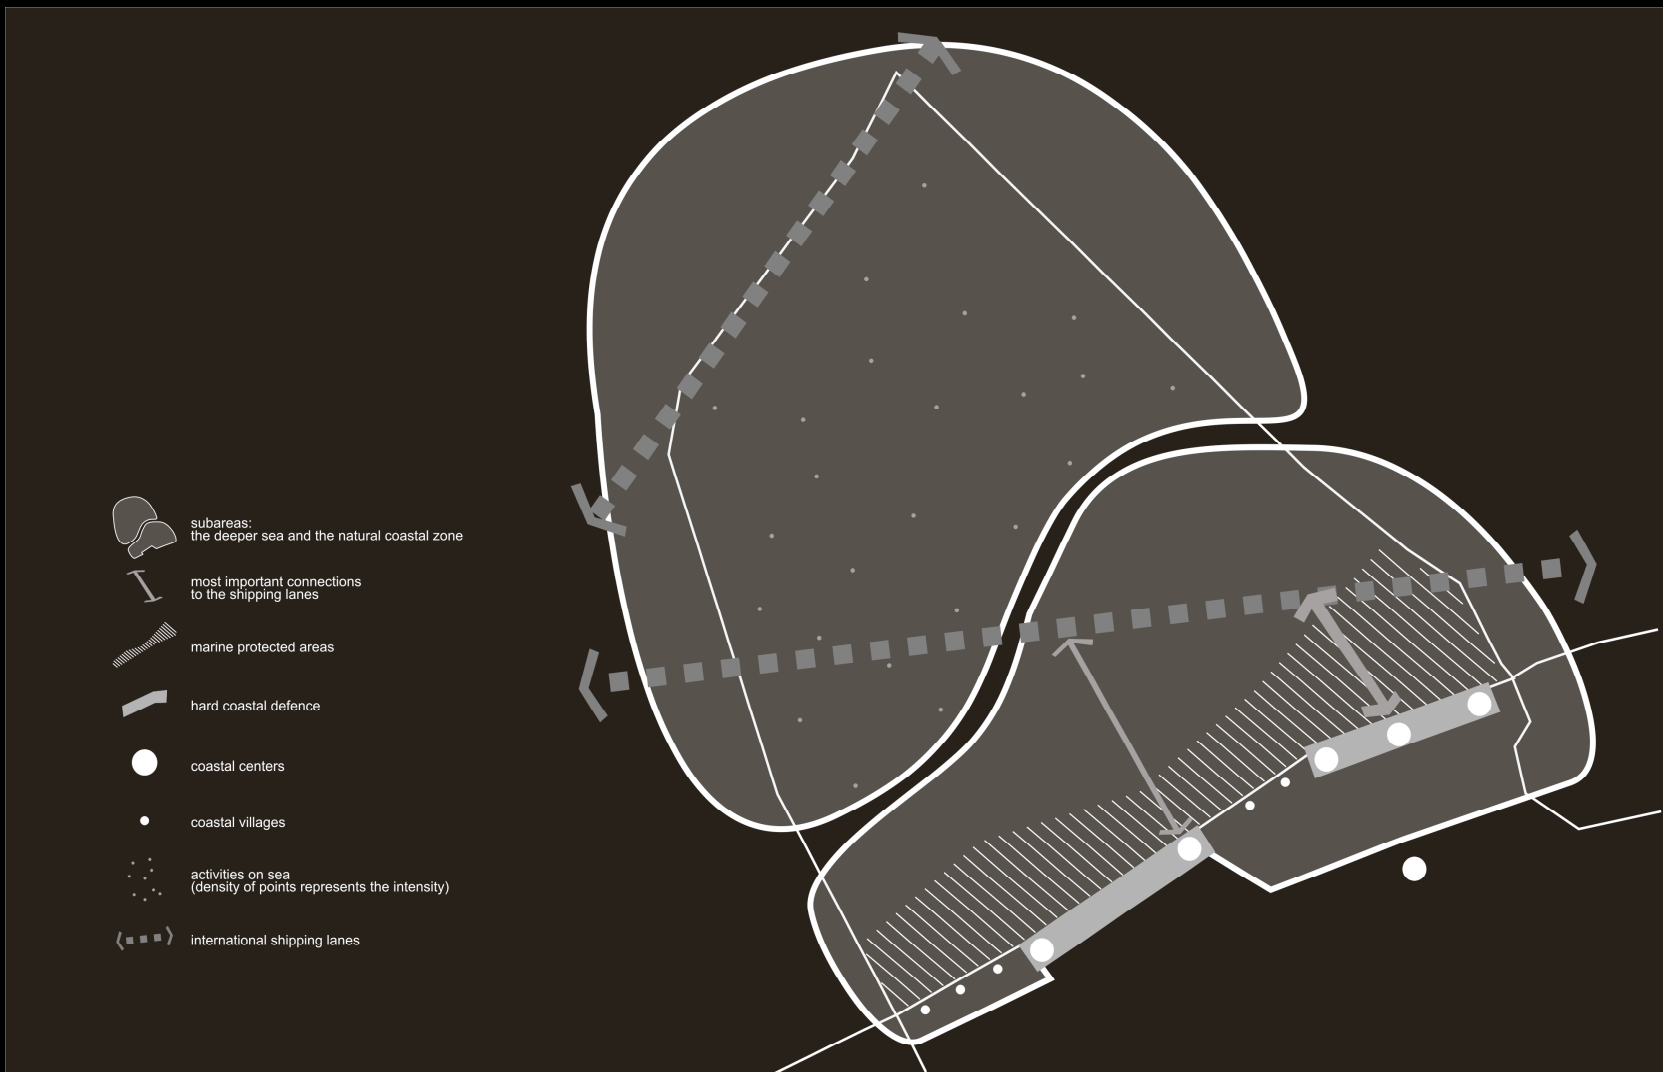 subareas:
the deeper sea and the natural coastal zone
most important connections
to the shipping lanes
marine protected areas
hard coastal defence
coastal centers
coastal villages
activities on sea
(density of points represents the intensity)
international shipping lanes